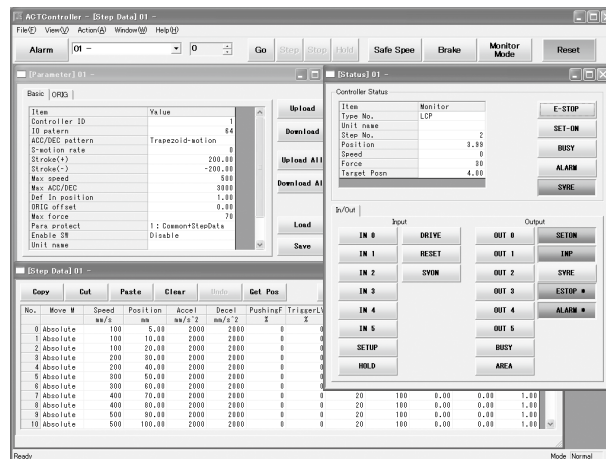 ACTController - [Step Data] 01 -
File(F) View(V) Action(A) Window(W) Help(H)
Alarm 01 - 0 Go Step Stop Hold Safe Spee Brake Monitor Mode Reset
[Parameter] 01 -
Basic ORIG
Item Value
Controller ID 1
IO patern 64
ACC/DEC pattern Trapezoid-motion
S-motion rate 0
Stroke(+) 200.00
Stroke(-) -200.00
Max speed 500
Max ACC/DEC 3000
Def In position 1.00
ORIG offset 0.00
Max force 70
Para protect 1 : Common+StepData
Enable SW Disable
Unit name
Upload
Download
Upload All
Download Al
Load
Save
[Status] 01 -
Controller Status
Item Monitor
Type No. LCP
Unit name
Step No. 2
Position 3.99
Speed 0
Force 30
Target Posn 4.00
E-STOP
SET-ON
BUSY
ALARM
SVRE
In/Out
Input Output
IN 0 DRIVE OUT 0 SETON
IN 1 RESET OUT 1 INP
IN 2 SVON OUT 2 SVRE
IN 3 OUT 3 ESTOP ●
IN 4 OUT 4 ALARM ●
IN 5 OUT 5
SETUP BUSY
HOLD AREA
[Step Data] 01 -
Copy Cut Paste Clear Undo Get Pos
No. Move M Speed Position Accel Decel PushingF TriggerLV
mm/s mm mm/s^2 mm/s^2 % %
0 Absolute 100 5.00 2000 2000 0 0
1 Absolute 100 10.00 2000 2000 0 0
2 Absolute 100 20.00 2000 2000 0 0
3 Absolute 200 30.00 2000 2000 0 0
4 Absolute 200 40.00 2000 2000 0 0
5 Absolute 300 50.00 2000 2000 0 0
6 Absolute 300 60.00 2000 2000 0 0
7 Absolute 400 70.00 2000 2000 0 0 20 100 0.00 0.00 1.00
8 Absolute 400 80.00 2000 2000 0 0 20 100 0.00 0.00 1.00
9 Absolute 500 90.00 2000 2000 0 0 20 100 0.00 0.00 1.00
10 Absolute 500 100.00 2000 2000 0 0 20 100 0.00 0.00 1.00
Ready Mode Normal